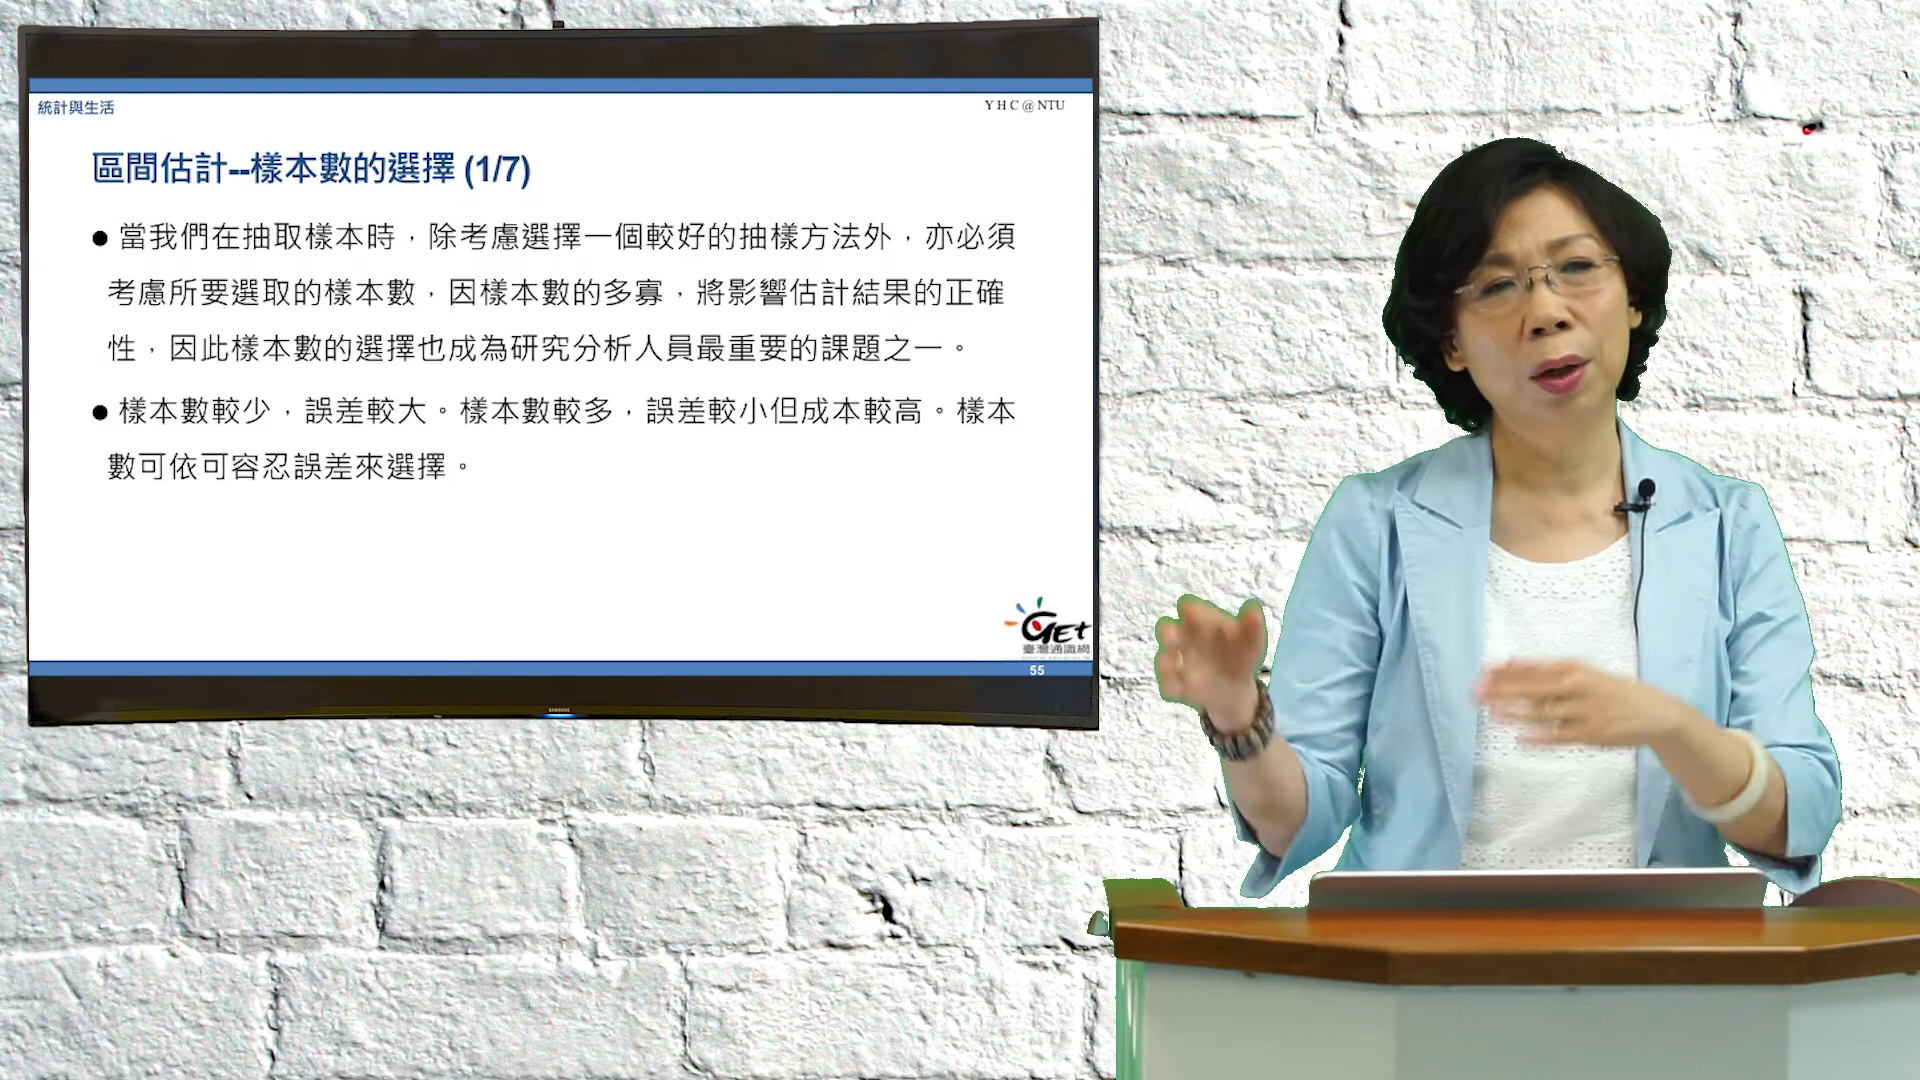 統計與生活
YHC@NTU
區間估計--樣本數的選擇 (1/7)
● 當我們在抽取樣本時，除考慮選擇一個較好的抽樣方法外，亦必須
考慮所要選取的樣本數，因樣本數的多寡，將影響估計結果的正確
性，因此樣本數的選擇也成為研究分析人員最重要的課題之一。
● 樣本數較少，誤差較大。樣本數較多，誤差較小但成本較高。樣本
數可依可容忍誤差來選擇。
GEt
臺灣通識網
55
SAMSUNG